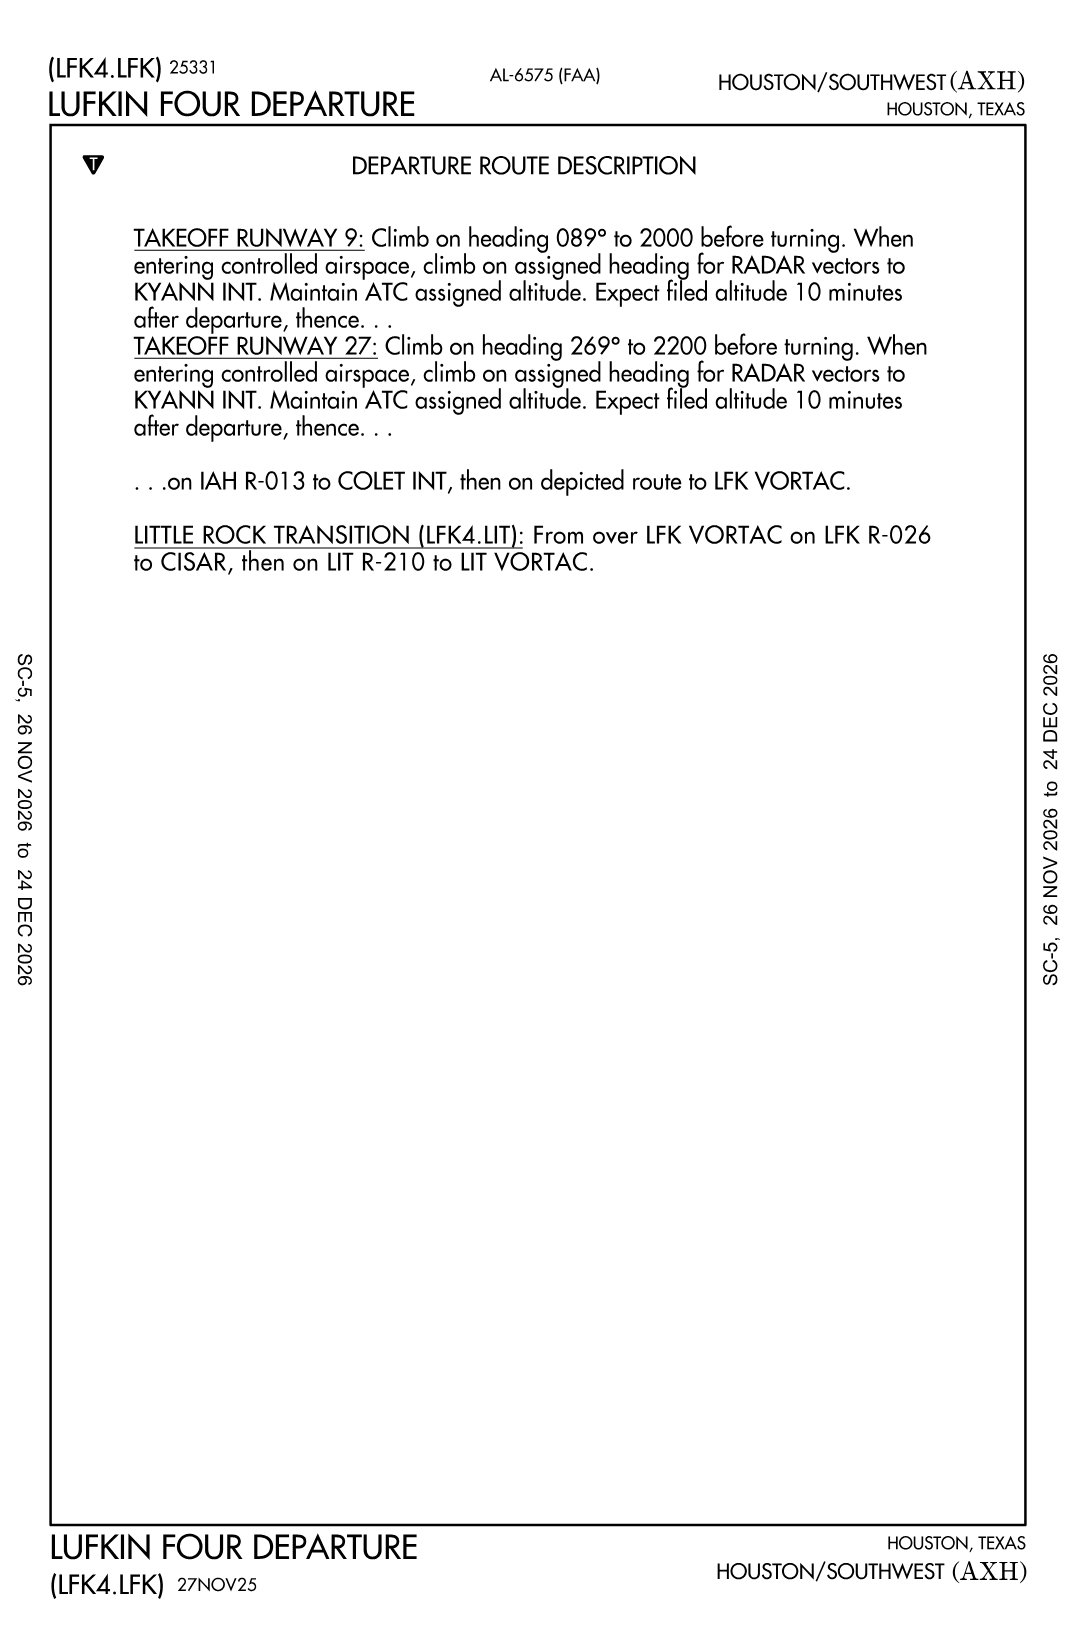 (LFK4.LFK) 25331
AL-6575 (FAA)
HOUSTON/SOUTHWEST (AXH)
LUFKIN FOUR DEPARTURE
HOUSTON, TEXAS
T
DEPARTURE ROUTE DESCRIPTION
TAKEOFF RUNWAY 9: Climb on heading 089° to 2000 before turning. When
entering controlled airspace, climb on assigned heading for RADAR vectors to
KYANN INT. Maintain ATC assigned altitude. Expect filed altitude 10 minutes
after departure, thence. . .
TAKEOFF RUNWAY 27: Climb on heading 269° to 2200 before turning. When
entering controlled airspace, climb on assigned heading for RADAR vectors to
KYANN INT. Maintain ATC assigned altitude. Expect filed altitude 10 minutes
after departure, thence. . .
. . .on IAH R-013 to COLET INT, then on depicted route to LFK VORTAC.
LITTLE ROCK TRANSITION (LFK4.LIT): From over LFK VORTAC on LFK R-026
to CISAR, then on LIT R-210 to LIT VORTAC.
SC-5, 26 NOV 2026 to 24 DEC 2026
SC-5, 26 NOV 2026 to 24 DEC 2026
LUFKIN FOUR DEPARTURE
HOUSTON, TEXAS
(LFK4.LFK) 27NOV25
HOUSTON/SOUTHWEST (AXH)